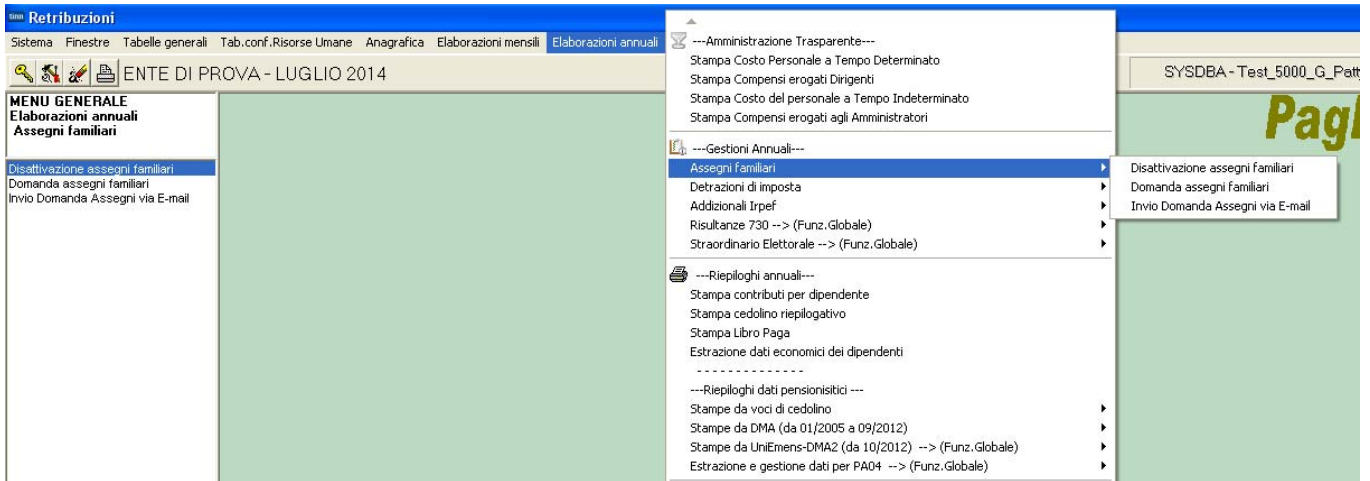 tinn Retribuzioni
Sistema Finestre Tabelle generali Tab.conf.Risorse Umane Anagrafica Elaborazioni mensili Elaborazioni annuali
ENTE DI PROVA - LUGLIO 2014
SYSDBA - Test_5000_G_Patt
MENU GENERALE
Elaborazioni annuali
Assegni familiari
Disattivazione assegni familiari
Domanda assegni familiari
Invio Domanda Assegni via E-mail
---Amministrazione Trasparente---
Stampa Costo Personale a Tempo Determinato
Stampa Compensi erogati Dirigenti
Stampa Costo del personale a Tempo Indeterminato
Stampa Compensi erogati agli Amministratori
---Gestioni Annuali---
Assegni familiari
Detrazioni di imposta
Addizionali Irpef
Risultanze 730 --> (Funz.Globale)
Straordinario Elettorale --> (Funz.Globale)
---Riepiloghi annuali---
Stampa contributi per dipendente
Stampa cedolino riepilogativo
Stampa Libro Paga
Estrazione dati economici dei dipendenti
- - - - - - - - - - - - - -
---Riepiloghi dati pensionisitici ---
Stampe da voci di cedolino
Stampe da DMA (da 01/2005 a 09/2012)
Stampe da UniEmens-DMA2 (da 10/2012) --> (Funz.Globale)
Estrazione e gestione dati per PA04 --> (Funz.Globale)
Disattivazione assegni familiari
Domanda assegni familiari
Invio Domanda Assegni via E-mail
Pagh